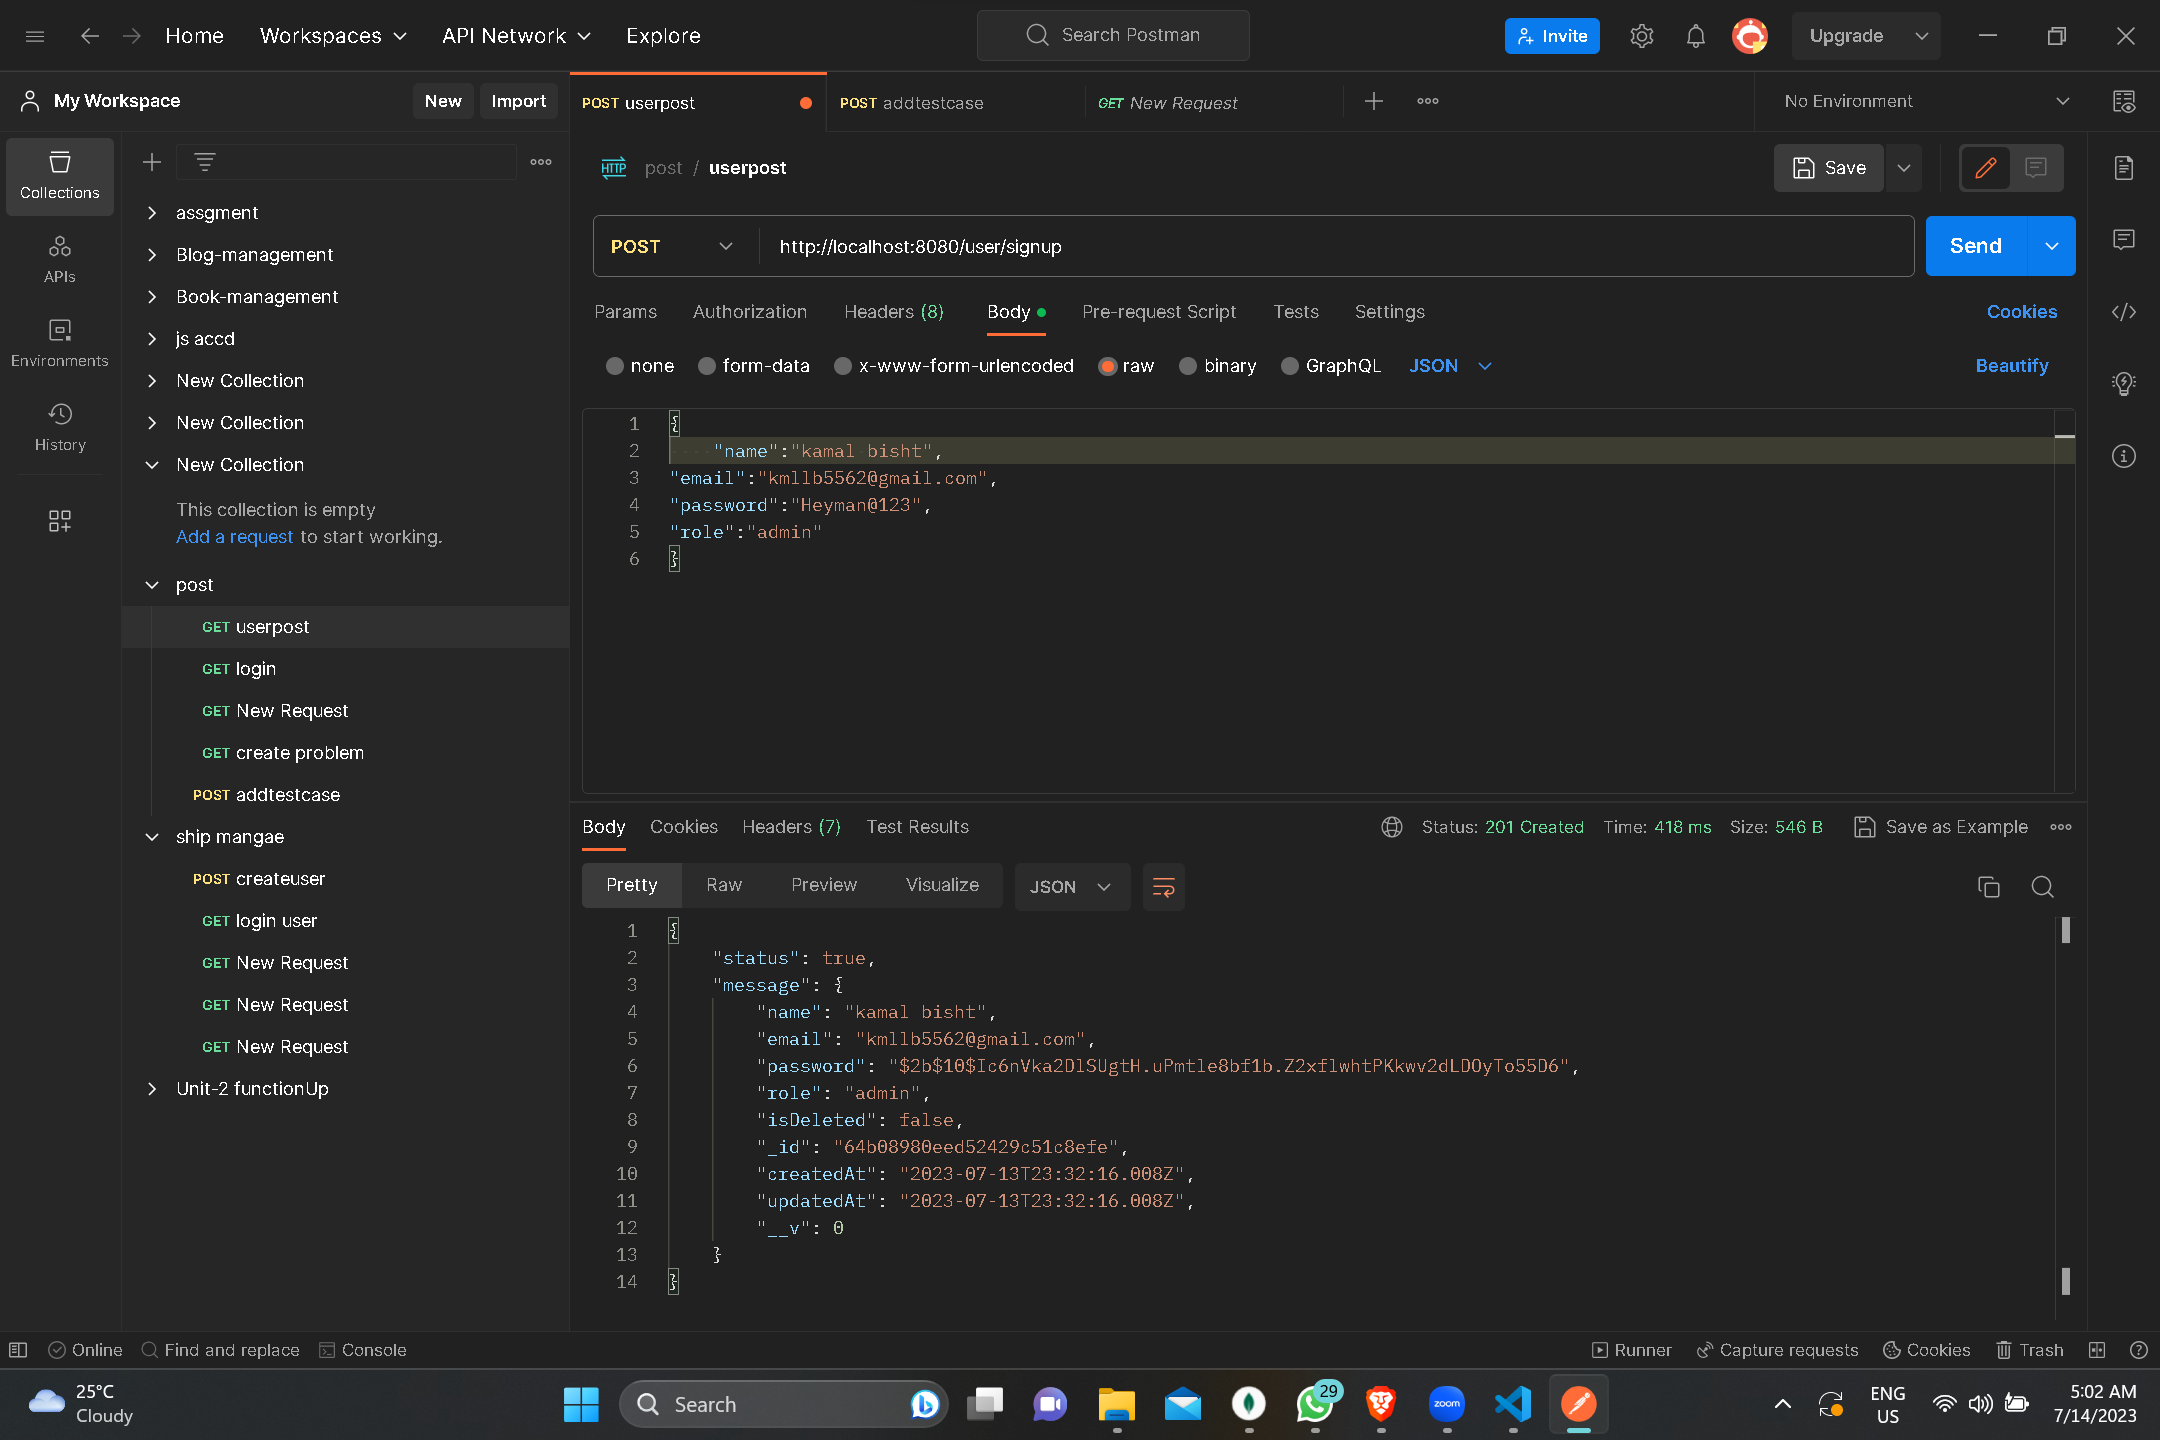 Home
Workspaces
API Network
Explore
Search Postman
Invite
Upgrade
My Workspace
New
Import
POST userpost
POST addtestcase
GET New Request
No Environment
Collections
APIs
Environments
History
assgment
Blog-management
Book-management
js accd
New Collection
New Collection
New Collection
This collection is empty
Add a request to start working.
post
GET userpost
GET login
GET New Request
GET create problem
POST addtestcase
ship mangae
POST createuser
GET login user
GET New Request
GET New Request
GET New Request
Unit-2 functionUp
HTTP post / userpost
Save
POST
http://localhost:8080/user/signup
Send
Params
Authorization
Headers (8)
Body
Pre-request Script
Tests
Settings
Cookies
none
form-data
x-www-form-urlencoded
raw
binary
GraphQL
JSON
Beautify
1 {
2 "name":"kamal bisht",
3 "email":"kmllb5562@gmail.com",
4 "password":"Heyman@123",
5 "role":"admin"
6 }
Body
Cookies
Headers (7)
Test Results
Status: 201 Created
Time: 418 ms
Size: 546 B
Save as Example
Pretty
Raw
Preview
Visualize
JSON
1 {
2 "status": true,
3 "message": {
4 "name": "kamal bisht",
5 "email": "kmllb5562@gmail.com",
6 "password": "$2b$10$Ic6nVka2DlSUgtH.uPmtle8bf1b.Z2xflwhtPKkwv2dLDOyTo55D6",
7 "role": "admin",
8 "isDeleted": false,
9 "_id": "64b08980eed52429c51c8efe",
10 "createdAt": "2023-07-13T23:32:16.008Z",
11 "updatedAt": "2023-07-13T23:32:16.008Z",
12 "__v": 0
13 }
14 }
Online
Find and replace
Console
Runner
Capture requests
Cookies
Trash
25°C
Cloudy
Search
29
zoom
ENG
US
5:02 AM
7/14/2023